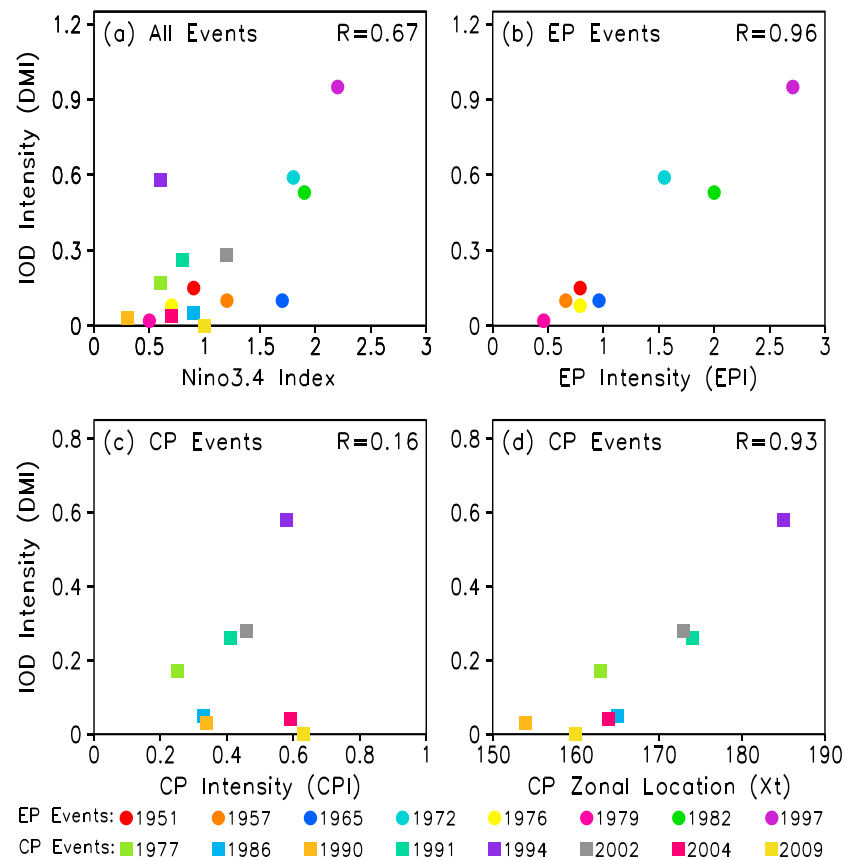 (a) All Events R=0.67
1.2
0.9
0.6
0.3
0
IOD Intensity (DMI)
0 0.5 1 1.5 2 2.5 3
Nino3.4 Index
(b) EP Events R=0.96
1.2
0.9
0.6
0.3
0
0 0.5 1 1.5 2 2.5 3
EP Intensity (EPI)
(c) CP Events R=0.16
0.8
0.6
0.4
0.2
0
IOD Intensity (DMI)
0 0.2 0.4 0.6 0.8 1
CP Intensity (CPI)
(d) CP Events R=0.93
0.8
0.6
0.4
0.2
0
150 160 170 180 190
CP Zonal Location (Xt)
EP Events: 1951 1957 1965 1972 1976 1979 1982 1997
CP Events: 1977 1986 1990 1991 1994 2002 2004 2009